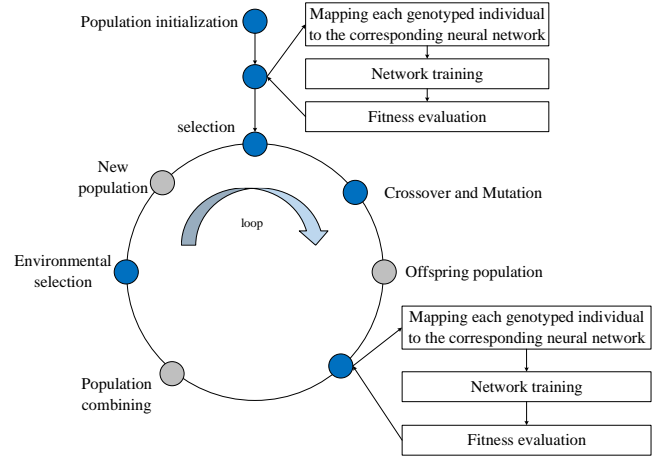 Population initialization
Mapping each genotyped individual
to the corresponding neural network
Network training
Fitness evaluation
selection
New
population
Crossover and Mutation
loop
Environmental
selection
Offspring population
Mapping each genotyped individual
to the corresponding neural network
Network training
Population
combining
Fitness evaluation